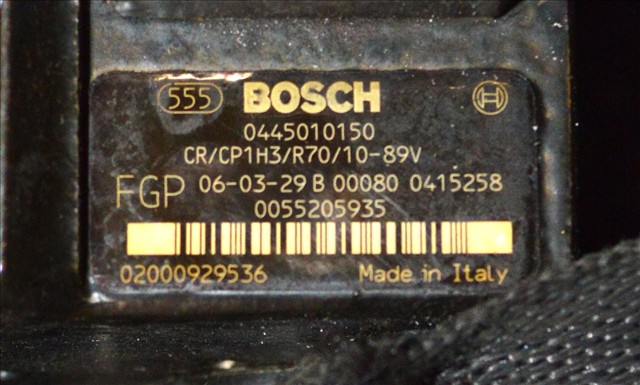 555 BOSCH
0445010150
CR/CP1H3/R70/10-89V
FGP 06-03-29 B 00080 0415258
0055205935
02000929536 Made in Italy